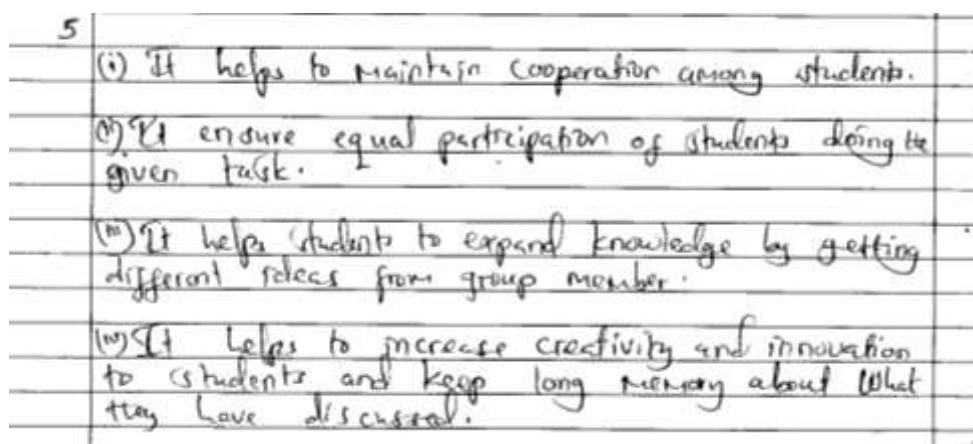 5
(i) It helps to maintain cooperation among students.
(ii) It ensure equal participation of students doing the
given task.
(iii) It helps students to expand knowledge by getting
different ideas from group member.
(iv) It helps to increase creativity and innovation
to students and keep long memory about what
they have discussed.